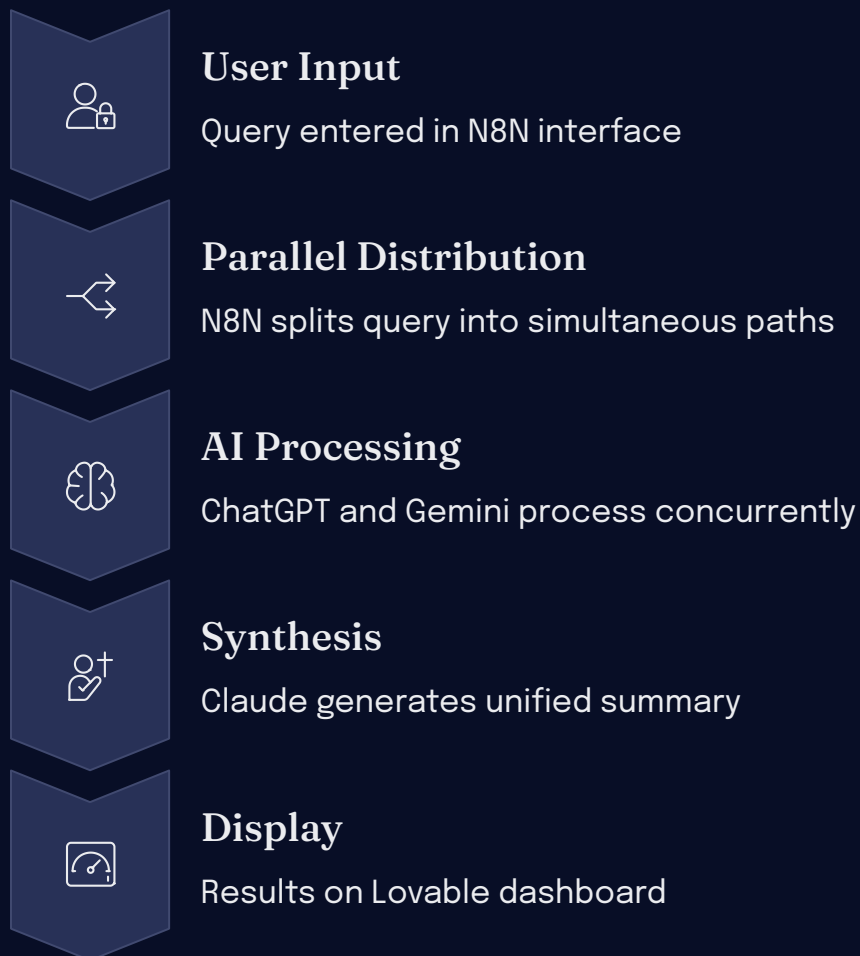 User Input
Query entered in N8N interface
Parallel Distribution
N8N splits query into simultaneous paths
AI Processing
ChatGPT and Gemini process concurrently
Synthesis
Claude generates unified summary
Display
Results on Lovable dashboard